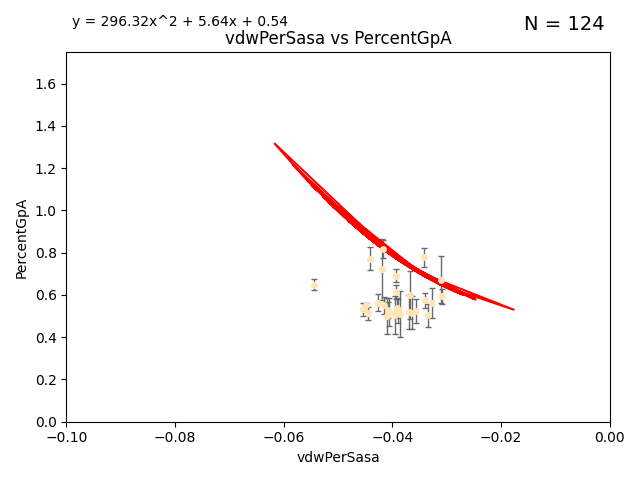 y = 296.32x^2 + 5.64x + 0.54
N = 124
vdwPerSasa vs PercentGpA
1.6
1.4
1.2
1.0
0.8
0.6
0.4
0.2
0.0
PercentGpA
−0.10 −0.08 −0.06 −0.04 −0.02 0.00
vdwPerSasa